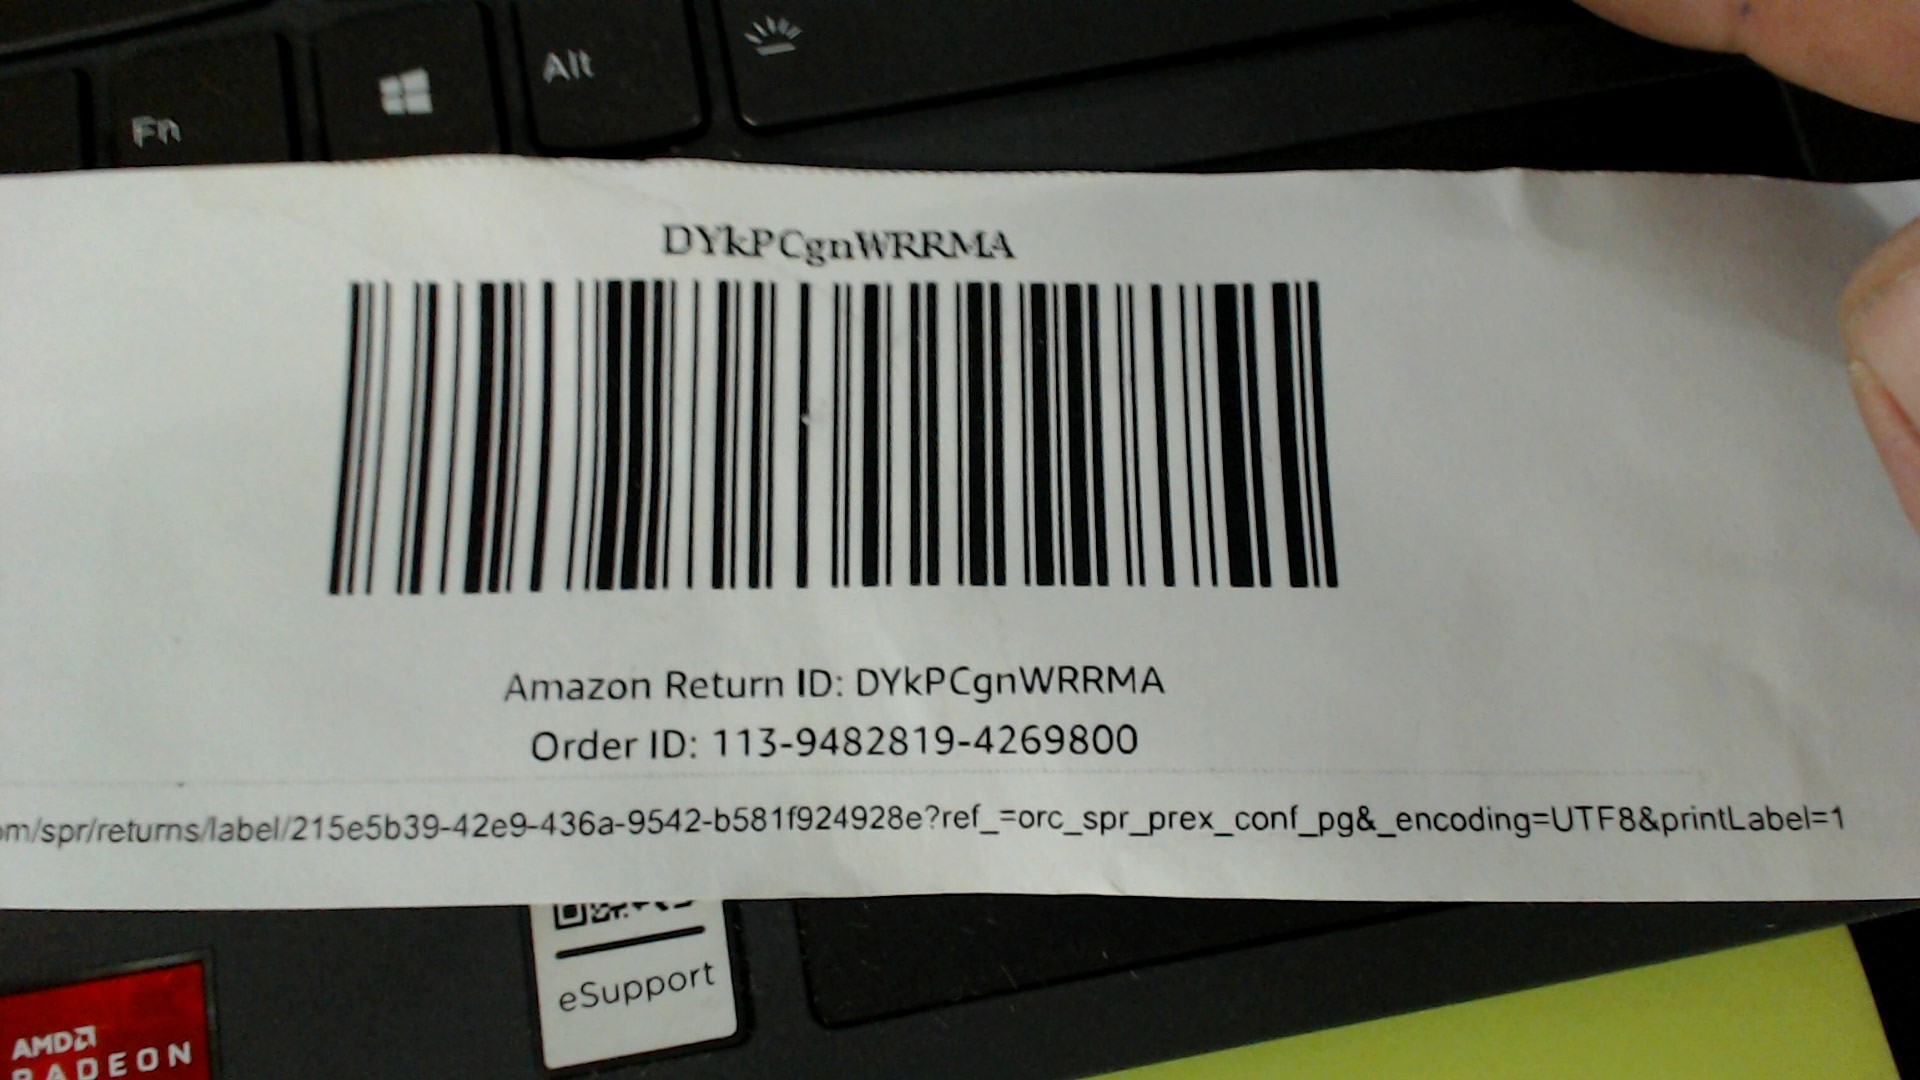 Alt
Fn
DYkPCgnWRRMA
Amazon Return ID: DYkPCgnWRRMA
Order ID: 113-9482819-4269800
om/spr/returns/label/215e5b39-42e9-436a-9542-b581f924928e?ref_=orc_spr_prex_conf_pg&_encoding=UTF8&printLabel=1
eSupport
AMD
RADEON